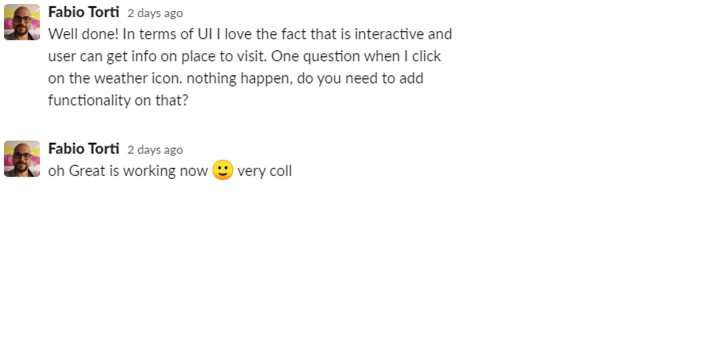 Fabio Torti 2 days ago
Well done! In terms of UI I love the fact that is interactive and
user can get info on place to visit. One question when I click
on the weather icon. nothing happen, do you need to add
functionality on that?
Fabio Torti 2 days ago
oh Great is working now 🙂 very coll